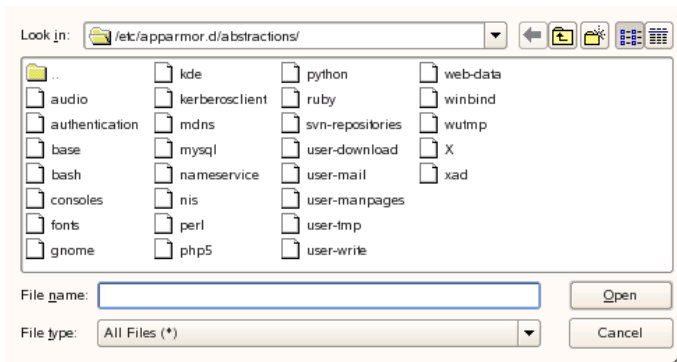 Look in: /etc/apparmor.d/abstractions/
.. kde python web-data
audio kerberosclient ruby winbind
authentication mdns svn-repositories wutmp
base mysql user-download X
bash nameservice user-mail xad
consoles nis user-manpages
fonts perl user-tmp
gnome php5 user-write
File name: Open
File type: All Files (*) Cancel